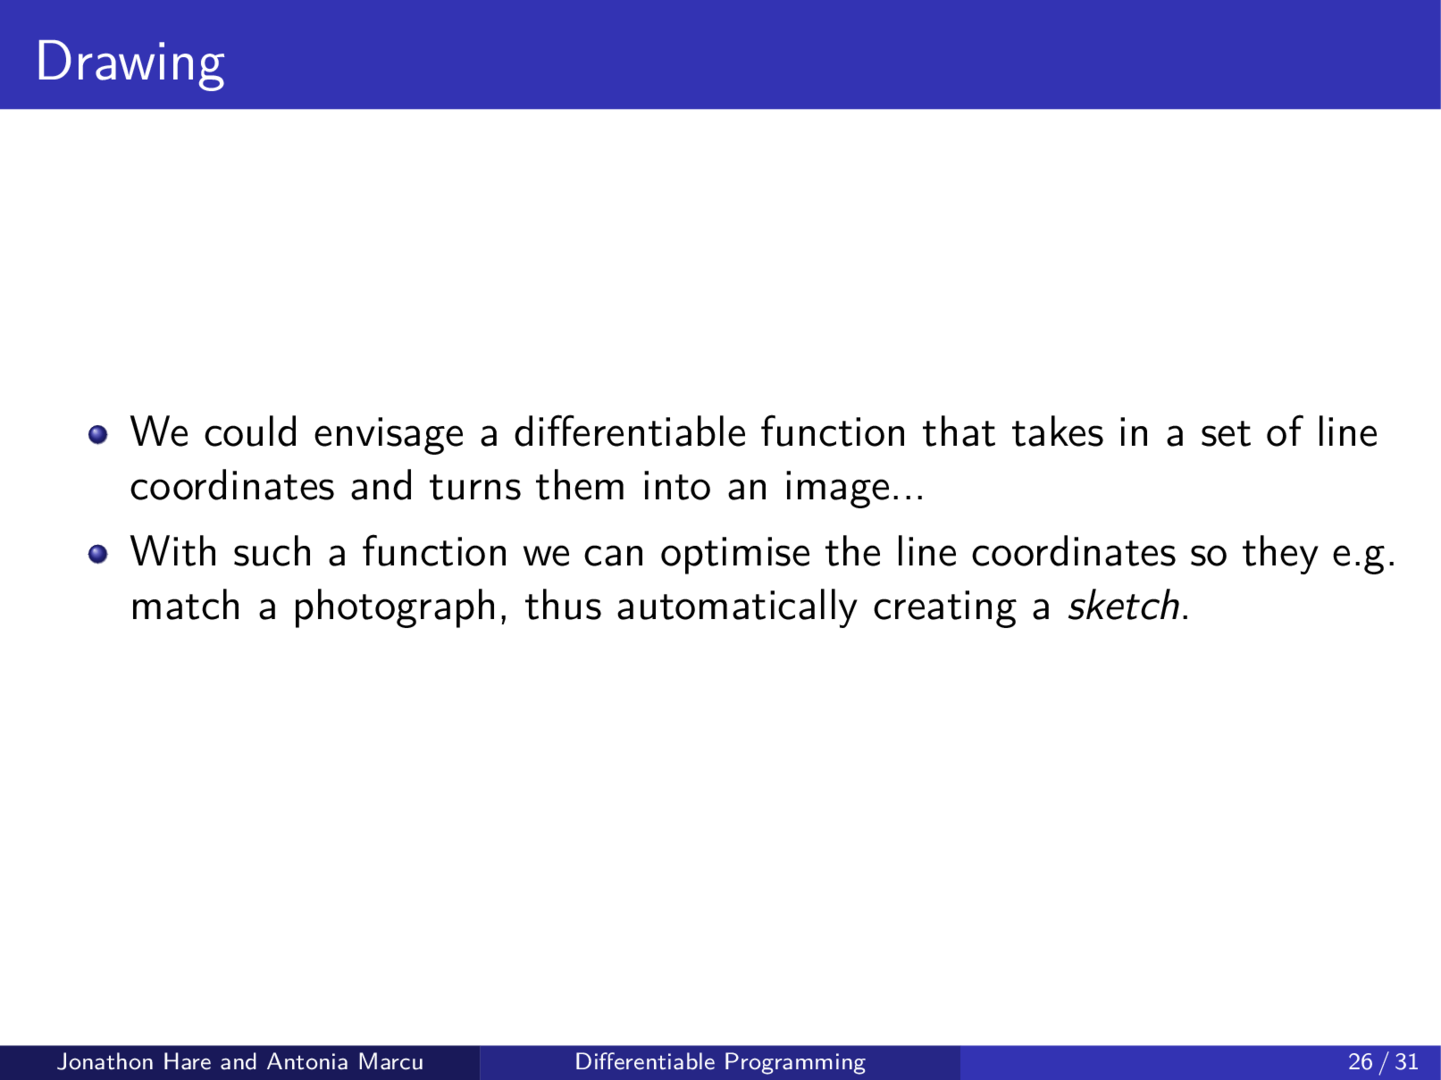 Drawing
We could envisage a differentiable function that takes in a set of line
coordinates and turns them into an image...
With such a function we can optimise the line coordinates so they e.g.
match a photograph, thus automatically creating a sketch.
Jonathon Hare and Antonia Marcu
Differentiable Programming
26 / 31